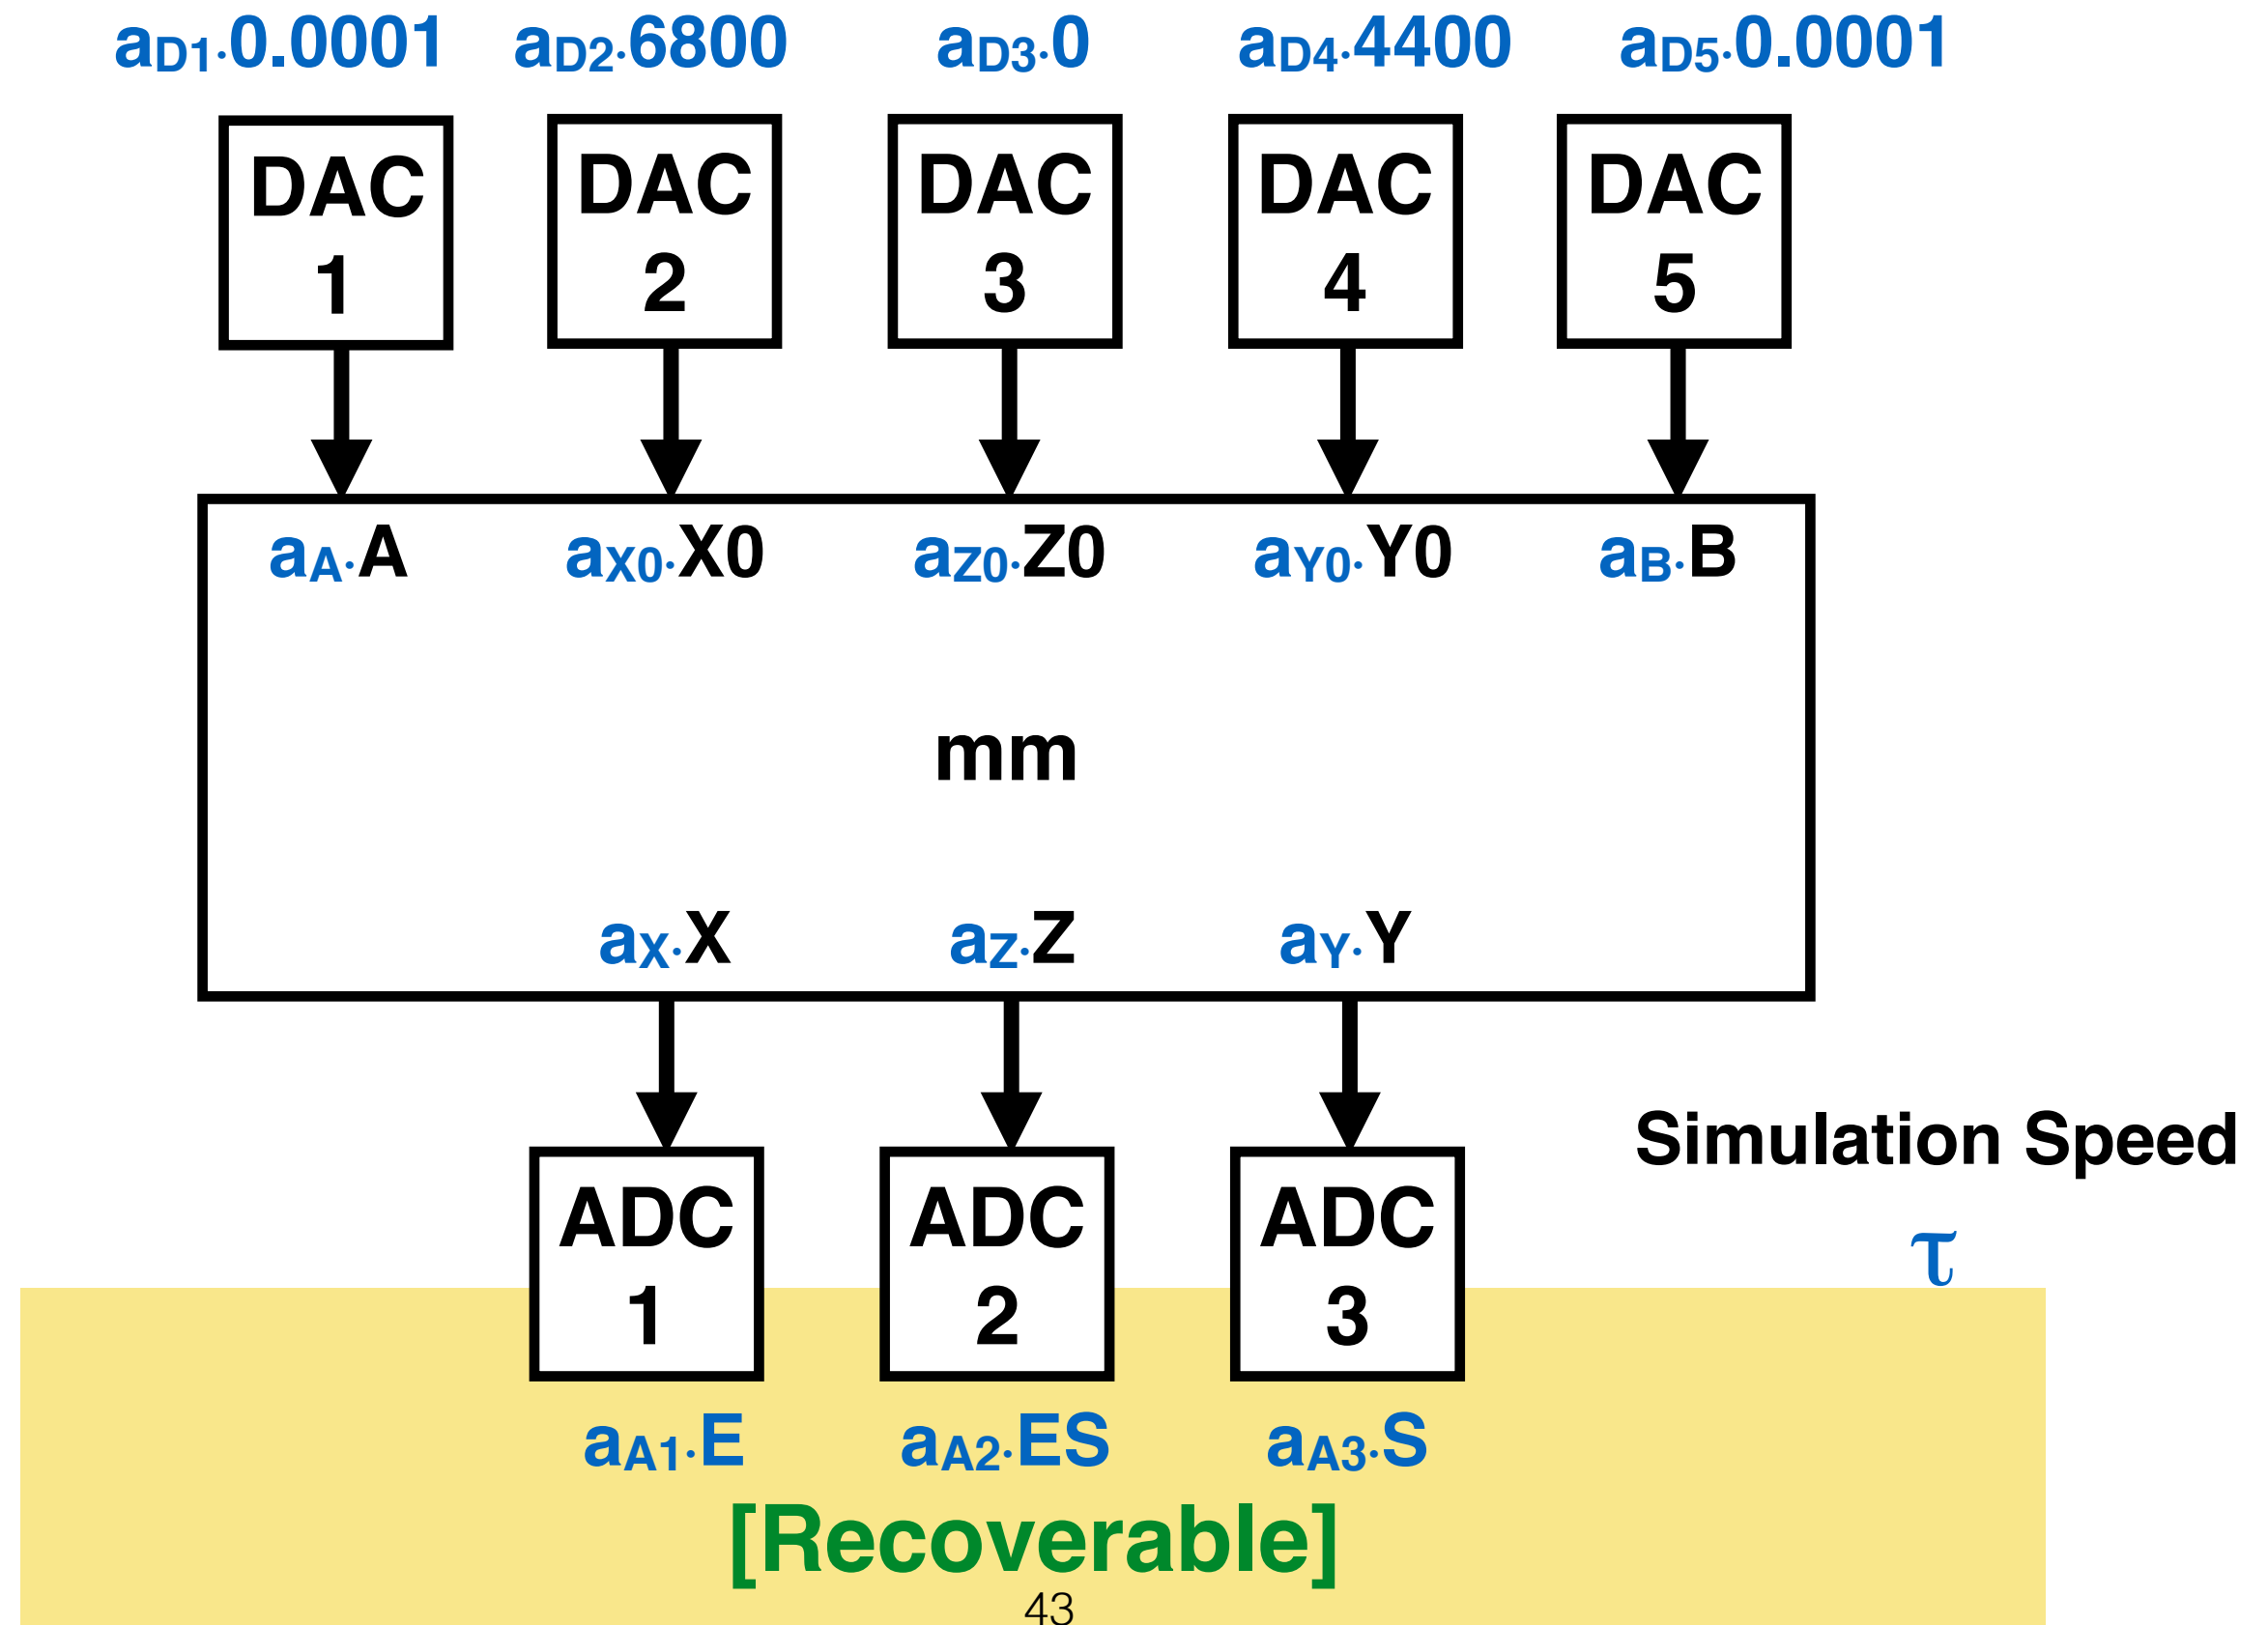 aD1·0.0001 aD2·6800 aD3·0 aD4·4400 aD5·0.0001
DAC 1
DAC 2
DAC 3
DAC 4
DAC 5
aA·A aX0·X0 aZ0·Z0 aY0·Y0 aB·B
mm
aX·X aZ·Z aY·Y
Simulation Speed
τ
ADC 1
ADC 2
ADC 3
aA1·E aA2·ES aA3·S
[Recoverable]
43